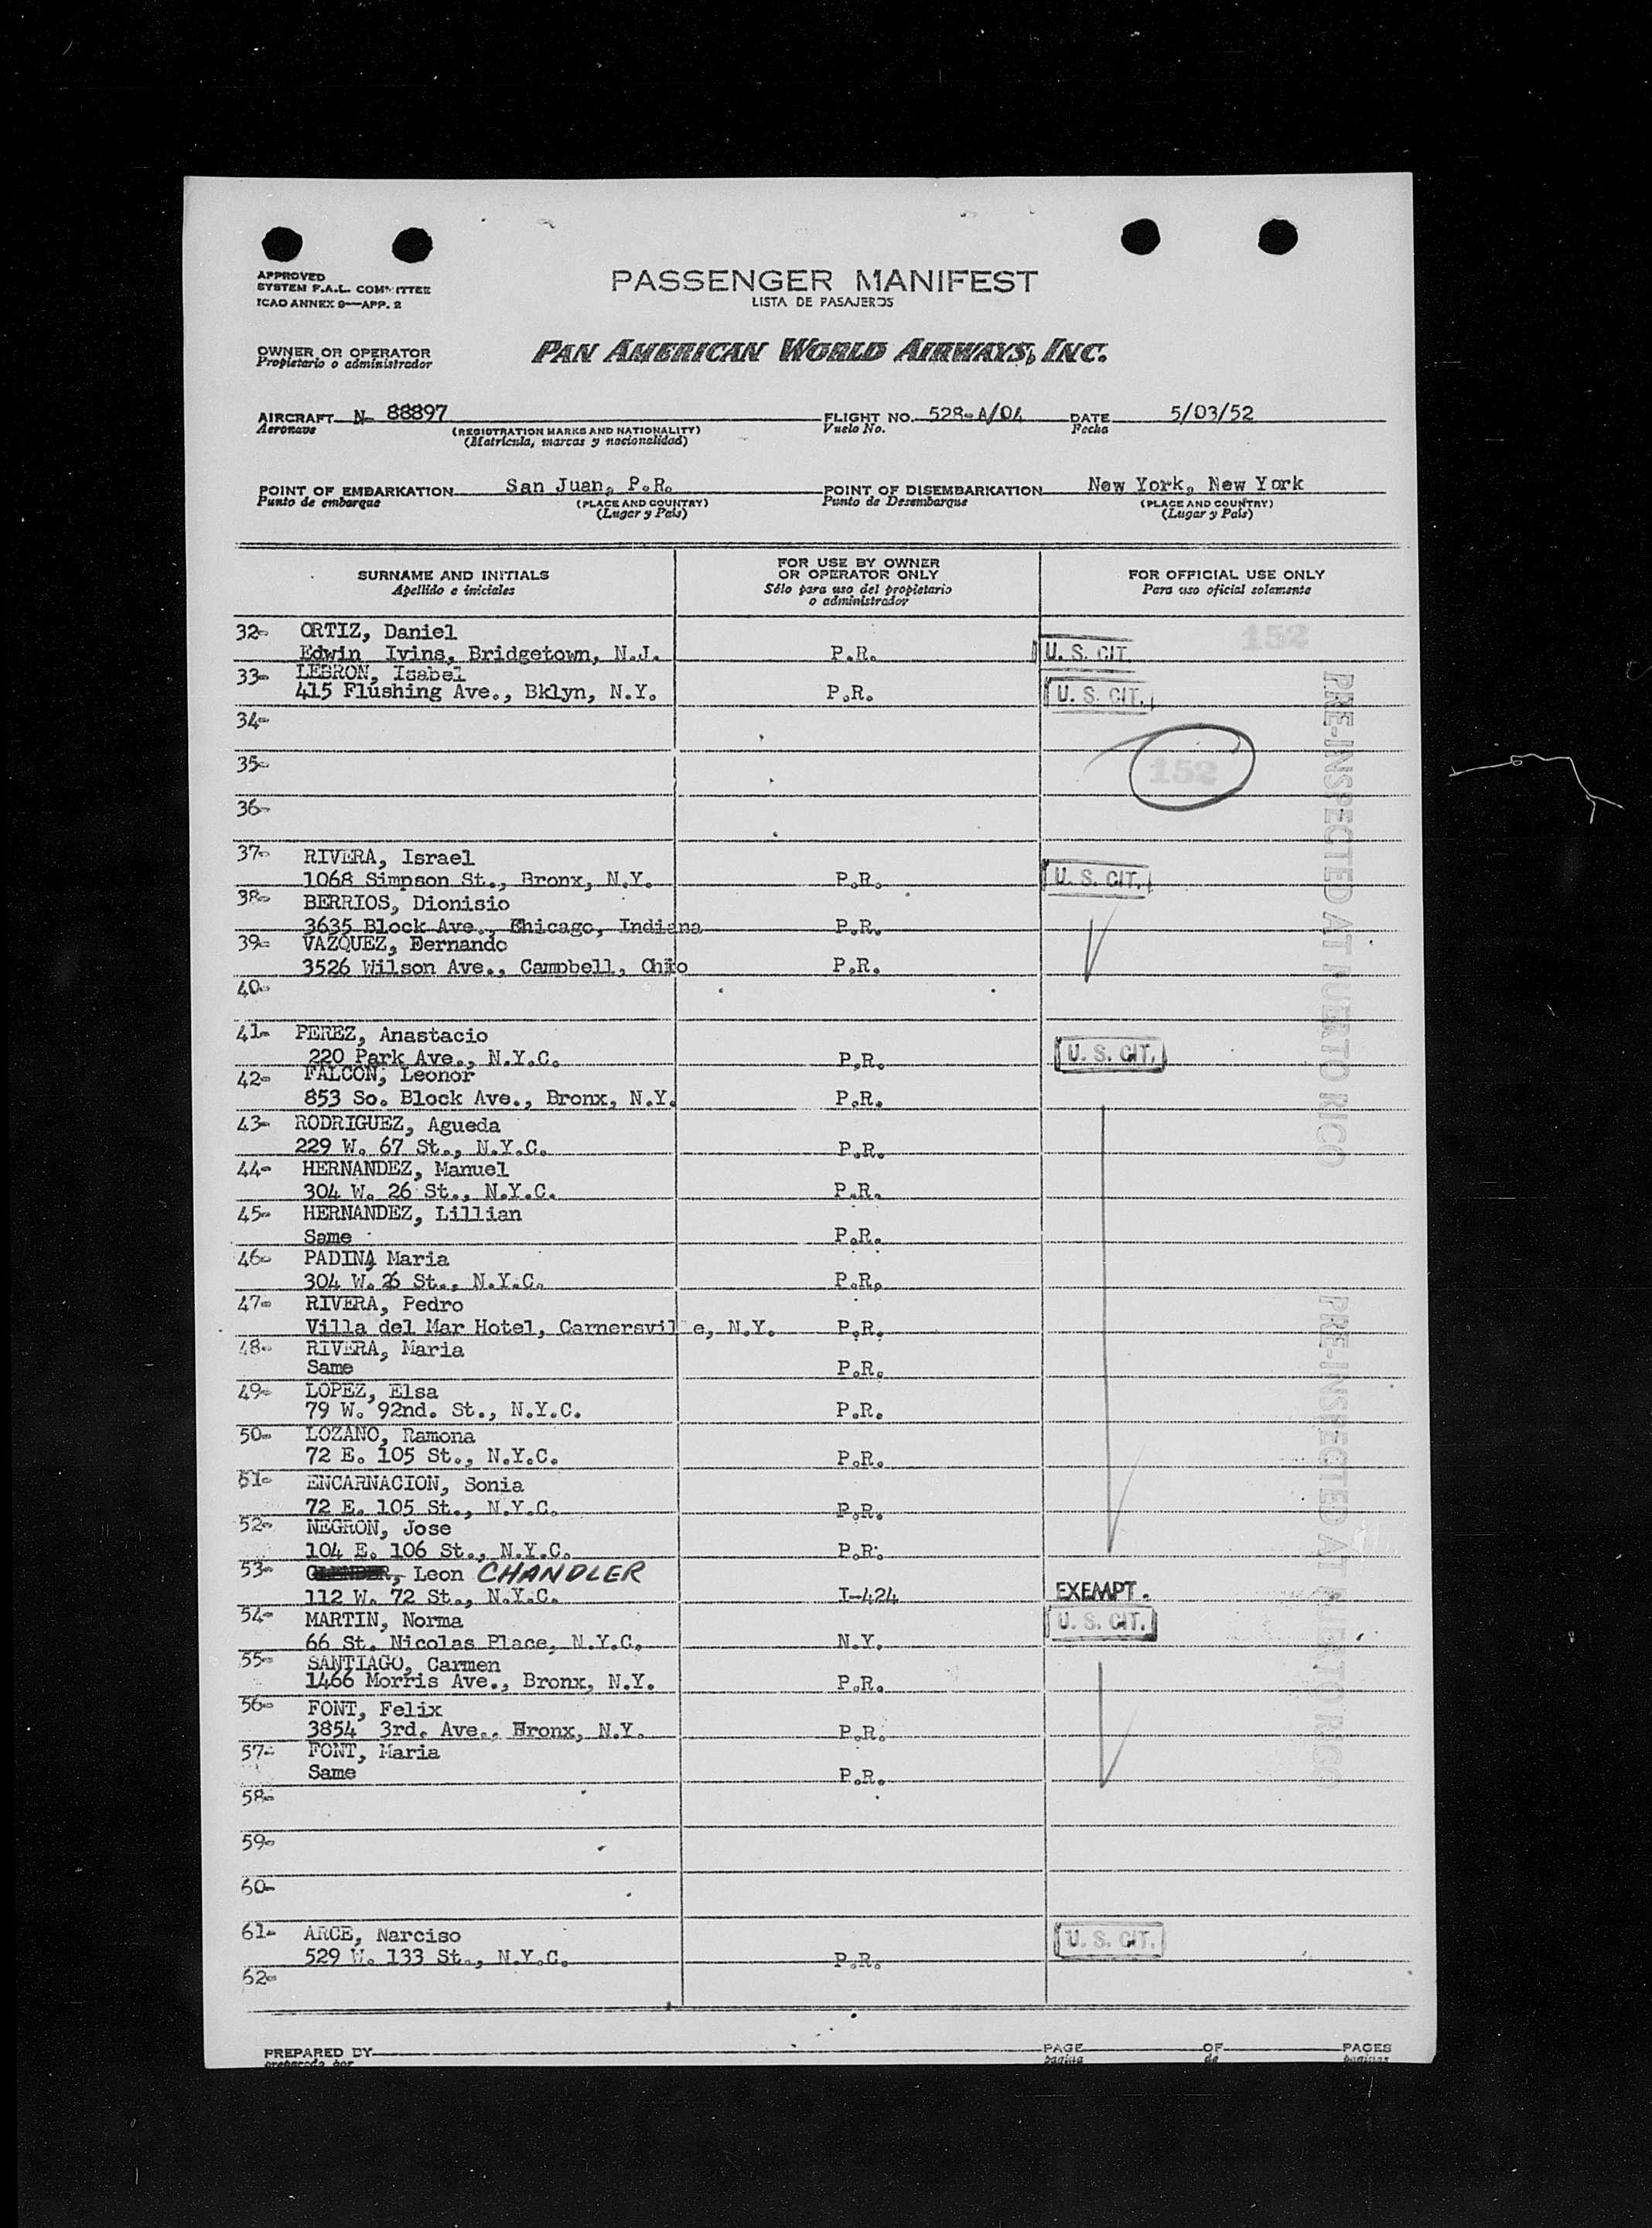 APPROVED
SYSTEM F.A.L. COMMITTEE
ICAO ANNEX 9—APP. 2
PASSENGER MANIFEST
LISTA DE PASAJEROS
OWNER OR OPERATOR
Propietario o administrador
PAN AMERICAN WORLD AIRWAYS, INC.
AIRCRAFT N- 88897 FLIGHT NO. 528-A/04 DATE 5/03/52
Aeronave (REGISTRATION MARKS AND NATIONALITY) Vuelo No. Fecha
(Matrícula, marcas y nacionalidad)
POINT OF EMBARKATION San Juan, P.R. POINT OF DISEMBARKATION New York, New York
Punto de embarque (PLACE AND COUNTRY) Punto de Desembarque (PLACE AND COUNTRY)
(Lugar y País) (Lugar y País)
SURNAME AND INITIALS
Apellido e iniciales
FOR USE BY OWNER
OR OPERATOR ONLY
Sólo para uso del propietario
o administrador
FOR OFFICIAL USE ONLY
Para uso oficial solamente
32- ORTIZ, Daniel 152
Edwin Ivins, Bridgetown, N.J. P.R. U. S. CIT.
33- LEBRON, Isabel
415 Flushing Ave., Bklyn, N.Y. P.R. U. S. CIT.
34-
35- 152
36-
37- RIVERA, Israel
1068 Simpson St., Bronx, N.Y. P.R. U. S. CIT.
38- BERRIOS, Dionisio
3635 Block Ave., Chicago, Indiana P.R.
39- VAZQUEZ, Bernando
3526 Wilson Ave., Campbell, Ohio P.R.
40-
41- PEREZ, Anastacio
220 Park Ave., N.Y.C. P.R. U. S. CIT.
42- FALCON, Leonor
853 So. Block Ave., Bronx, N.Y. P.R.
43- RODRIGUEZ, Agueda
229 W. 67 St., N.Y.C. P.R.
44- HERNANDEZ, Manuel
304 W. 26 St., N.Y.C. P.R.
45- HERNANDEZ, Lillian
Same P.R.
46- PADINA, Maria
304 W. 26 St., N.Y.C. P.R.
47- RIVERA, Pedro
Villa del Mar Hotel, Carnersvil e, N.Y. P.R.
48- RIVERA, Maria
Same P.R.
49- LOPEZ, Elsa
79 W. 92nd. St., N.Y.C. P.R.
50- LOZANO, Ramona
72 E. 105 St., N.Y.C. P.R.
51- ENCARNACION, Sonia
72 E. 105 St., N.Y.C. P.R.
52- NEGRON, Jose
104 E. 106 St., N.Y.C. P.R.
53- Leon CHANDLER
112 W. 72 St., N.Y.C. I-424 EXEMPT.
54- MARTIN, Norma U. S. CIT.
66 St. Nicolas Place, N.Y.C. N.Y.
55- SANTIAGO, Carmen
1466 Morris Ave., Bronx, N.Y. P.R.
56- FONT, Felix
3854 3rd. Ave., Bronx, N.Y. P.R.
57- FONT, Maria
Same P.R.
58-
59-
60-
61- ARCE, Narciso U. S. CIT.
529 W. 133 St., N.Y.C. P.R.
62-
PRE-INSPECTED AT PUERTO RICO
PRE-INSPECTED AT PUERTO RICO
PREPARED BY PAGE OF PAGES
preparado por pagina de paginas